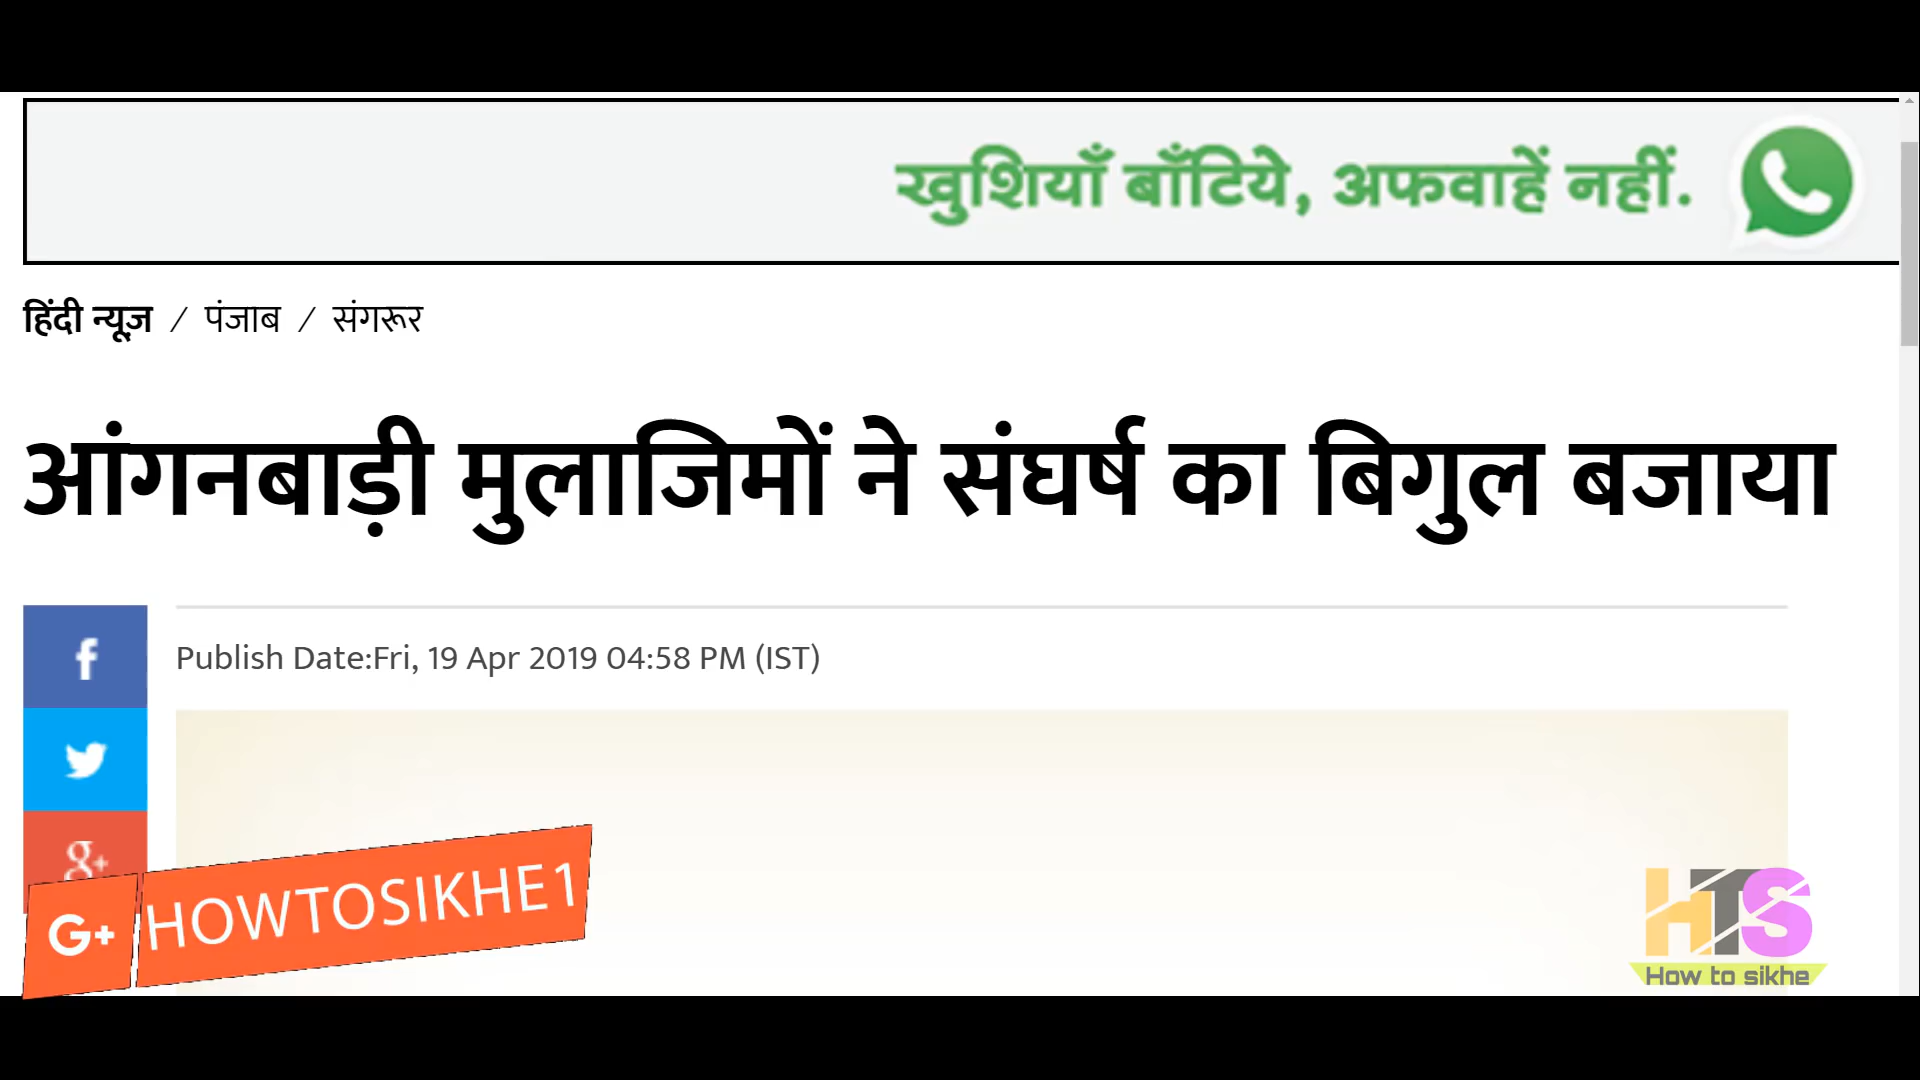 खुशियाँ बाँटिये, अफवाहें नहीं.
हिंदी न्यूज़ / पंजाब / संगरूर
आंगनबाड़ी मुलाजिमों ने संघर्ष का बिगुल बजाया
f
Publish Date:Fri, 19 Apr 2019 04:58 PM (IST)
g+
G+ HOWTOSIKHE1
HTS
How to sikhe